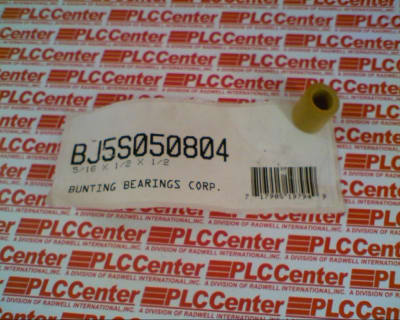 BJ5S050804
5/16 X 1/2 X 1/2
BUNTING BEARINGS CORP.
PLCCenter
A DIVISION OF RADWELL INTERNATIONAL, INC.